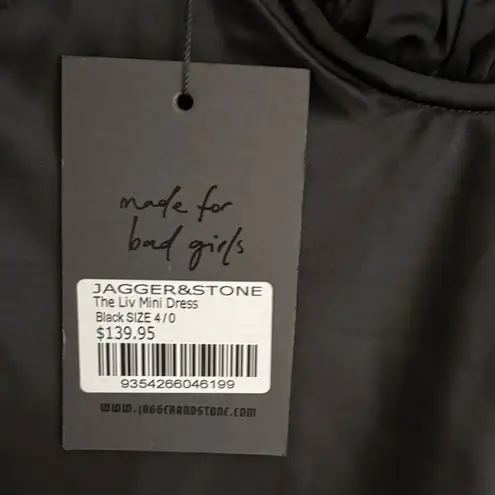 made for
bad girls
JAGGER&STONE
The Liv Mini Dress
Black SIZE 4/0
$139.95
9354266046199
www.jaggerandstone.com